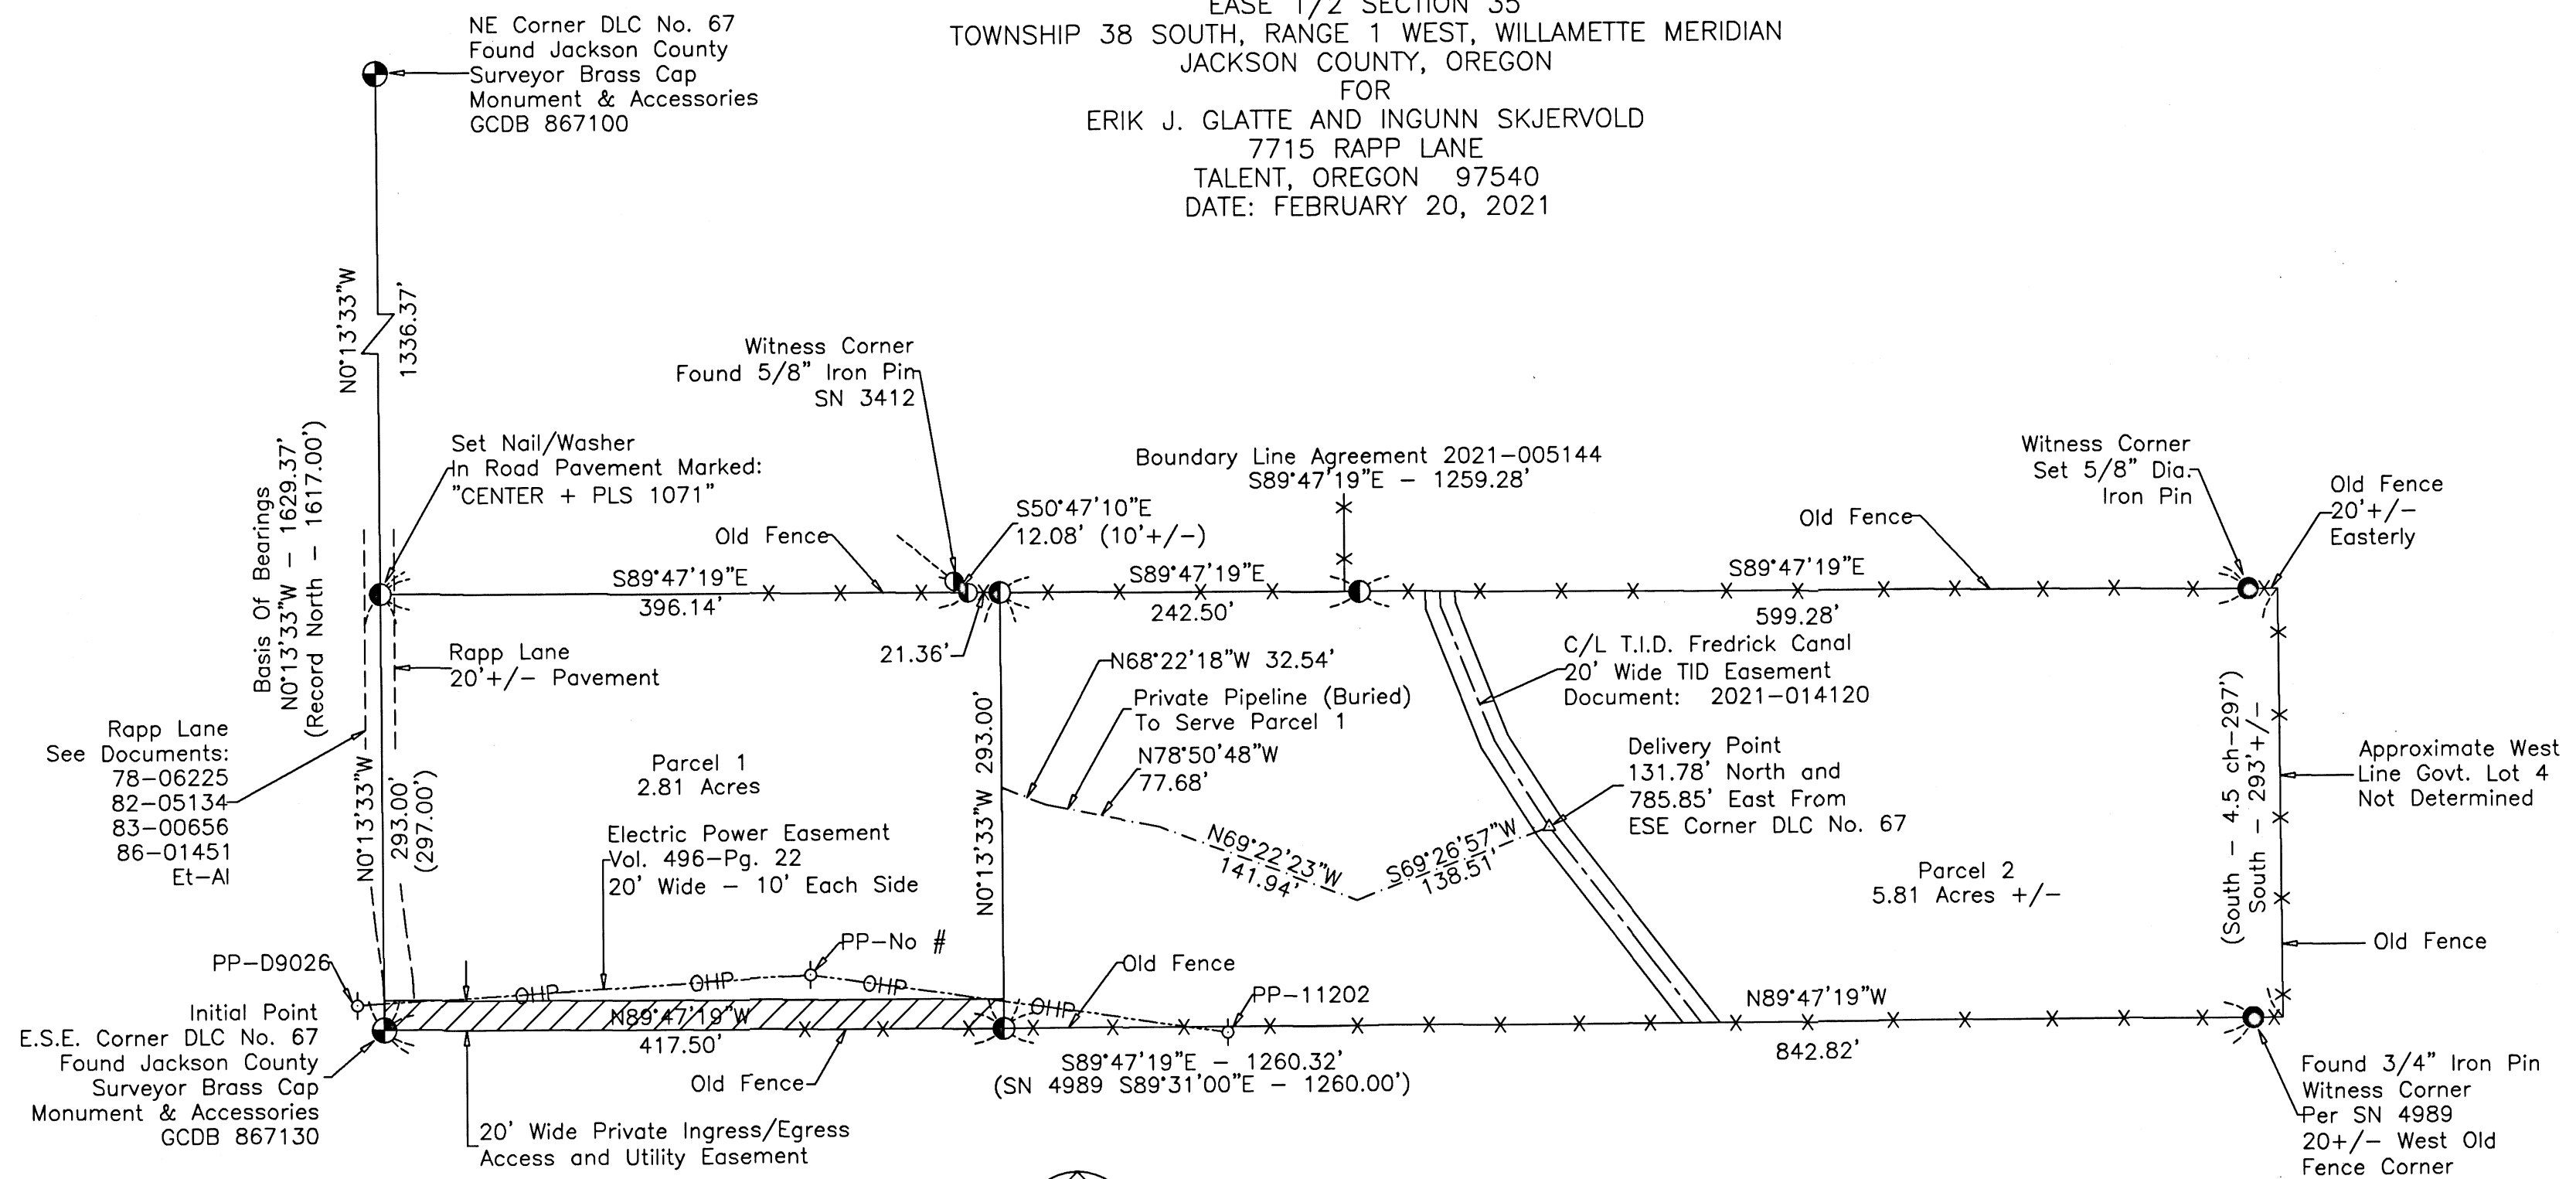 EASE 1/2 SECTION 35
TOWNSHIP 38 SOUTH, RANGE 1 WEST, WILLAMETTE MERIDIAN
JACKSON COUNTY, OREGON
FOR
ERIK J. GLATTE AND INGUNN SKJERVOLD
7715 RAPP LANE
TALENT, OREGON 97540
DATE: FEBRUARY 20, 2021
NE Corner DLC No. 67
Found Jackson County
Surveyor Brass Cap
Monument & Accessories
GCDB 867100
N0°13'33"W
1336.37'
Basis Of Bearings
N0°13'33"W – 1629.37'
(Record North – 1617.00')
Set Nail/Washer
In Road Pavement Marked:
"CENTER + PLS 1071"
Witness Corner
Found 5/8" Iron Pin
SN 3412
Old Fence
S50°47'10"E
12.08' (10'+/-)
Boundary Line Agreement 2021-005144
S89°47'19"E – 1259.28'
Old Fence
Witness Corner
Set 5/8" Dia.
Iron Pin
Old Fence
20'+/-
Easterly
S89°47'19"E
396.14'
21.36'
S89°47'19"E
242.50'
S89°47'19"E
599.28'
Rapp Lane
20'+/- Pavement
Rapp Lane
See Documents:
78-06225
82-05134
83-00656
86-01451
Et-Al
N0°13'33"W
293.00'
(297.00')
Parcel 1
2.81 Acres
Electric Power Easement
Vol. 496-Pg. 22
20' Wide – 10' Each Side
N0°13'33"W 293.00'
N68°22'18"W 32.54'
Private Pipeline (Buried)
To Serve Parcel 1
N78°50'48"W
77.68'
N69°22'23"W
141.94'
S69°26'57"W
138.51'
C/L T.I.D. Fredrick Canal
20' Wide TID Easement
Document: 2021-014120
Delivery Point
131.78' North and
785.85' East From
ESE Corner DLC No. 67
Parcel 2
5.81 Acres +/-
(South – 4.5 ch-297')
South – 293'+/-
Approximate West
Line Govt. Lot 4
Not Determined
Old Fence
PP-D9026
PP-No #
OHP
OHP
OHP
OHP
Old Fence
PP-11202
Initial Point
E.S.E. Corner DLC No. 67
Found Jackson County
Surveyor Brass Cap
Monument & Accessories
GCDB 867130
N89°47'19"W
417.50'
Old Fence
20' Wide Private Ingress/Egress
Access and Utility Easement
S89°47'19"E – 1260.32'
(SN 4989 S89°31'00"E – 1260.00')
N89°47'19"W
842.82'
Found 3/4" Iron Pin
Witness Corner
Per SN 4989
20+/- West Old
Fence Corner